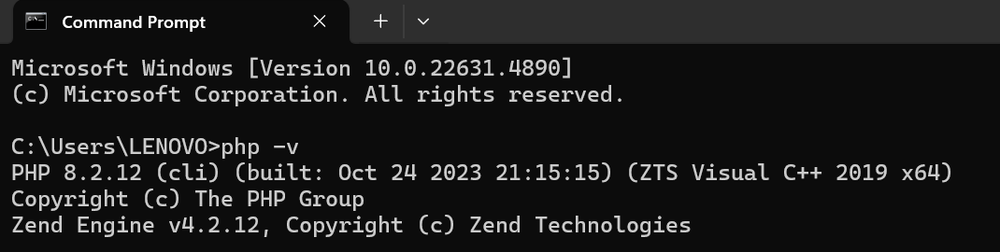 Command Prompt
Microsoft Windows [Version 10.0.22631.4890]
(c) Microsoft Corporation. All rights reserved.
C:\Users\LENOVO>php -v
PHP 8.2.12 (cli) (built: Oct 24 2023 21:15:15) (ZTS Visual C++ 2019 x64)
Copyright (c) The PHP Group
Zend Engine v4.2.12, Copyright (c) Zend Technologies